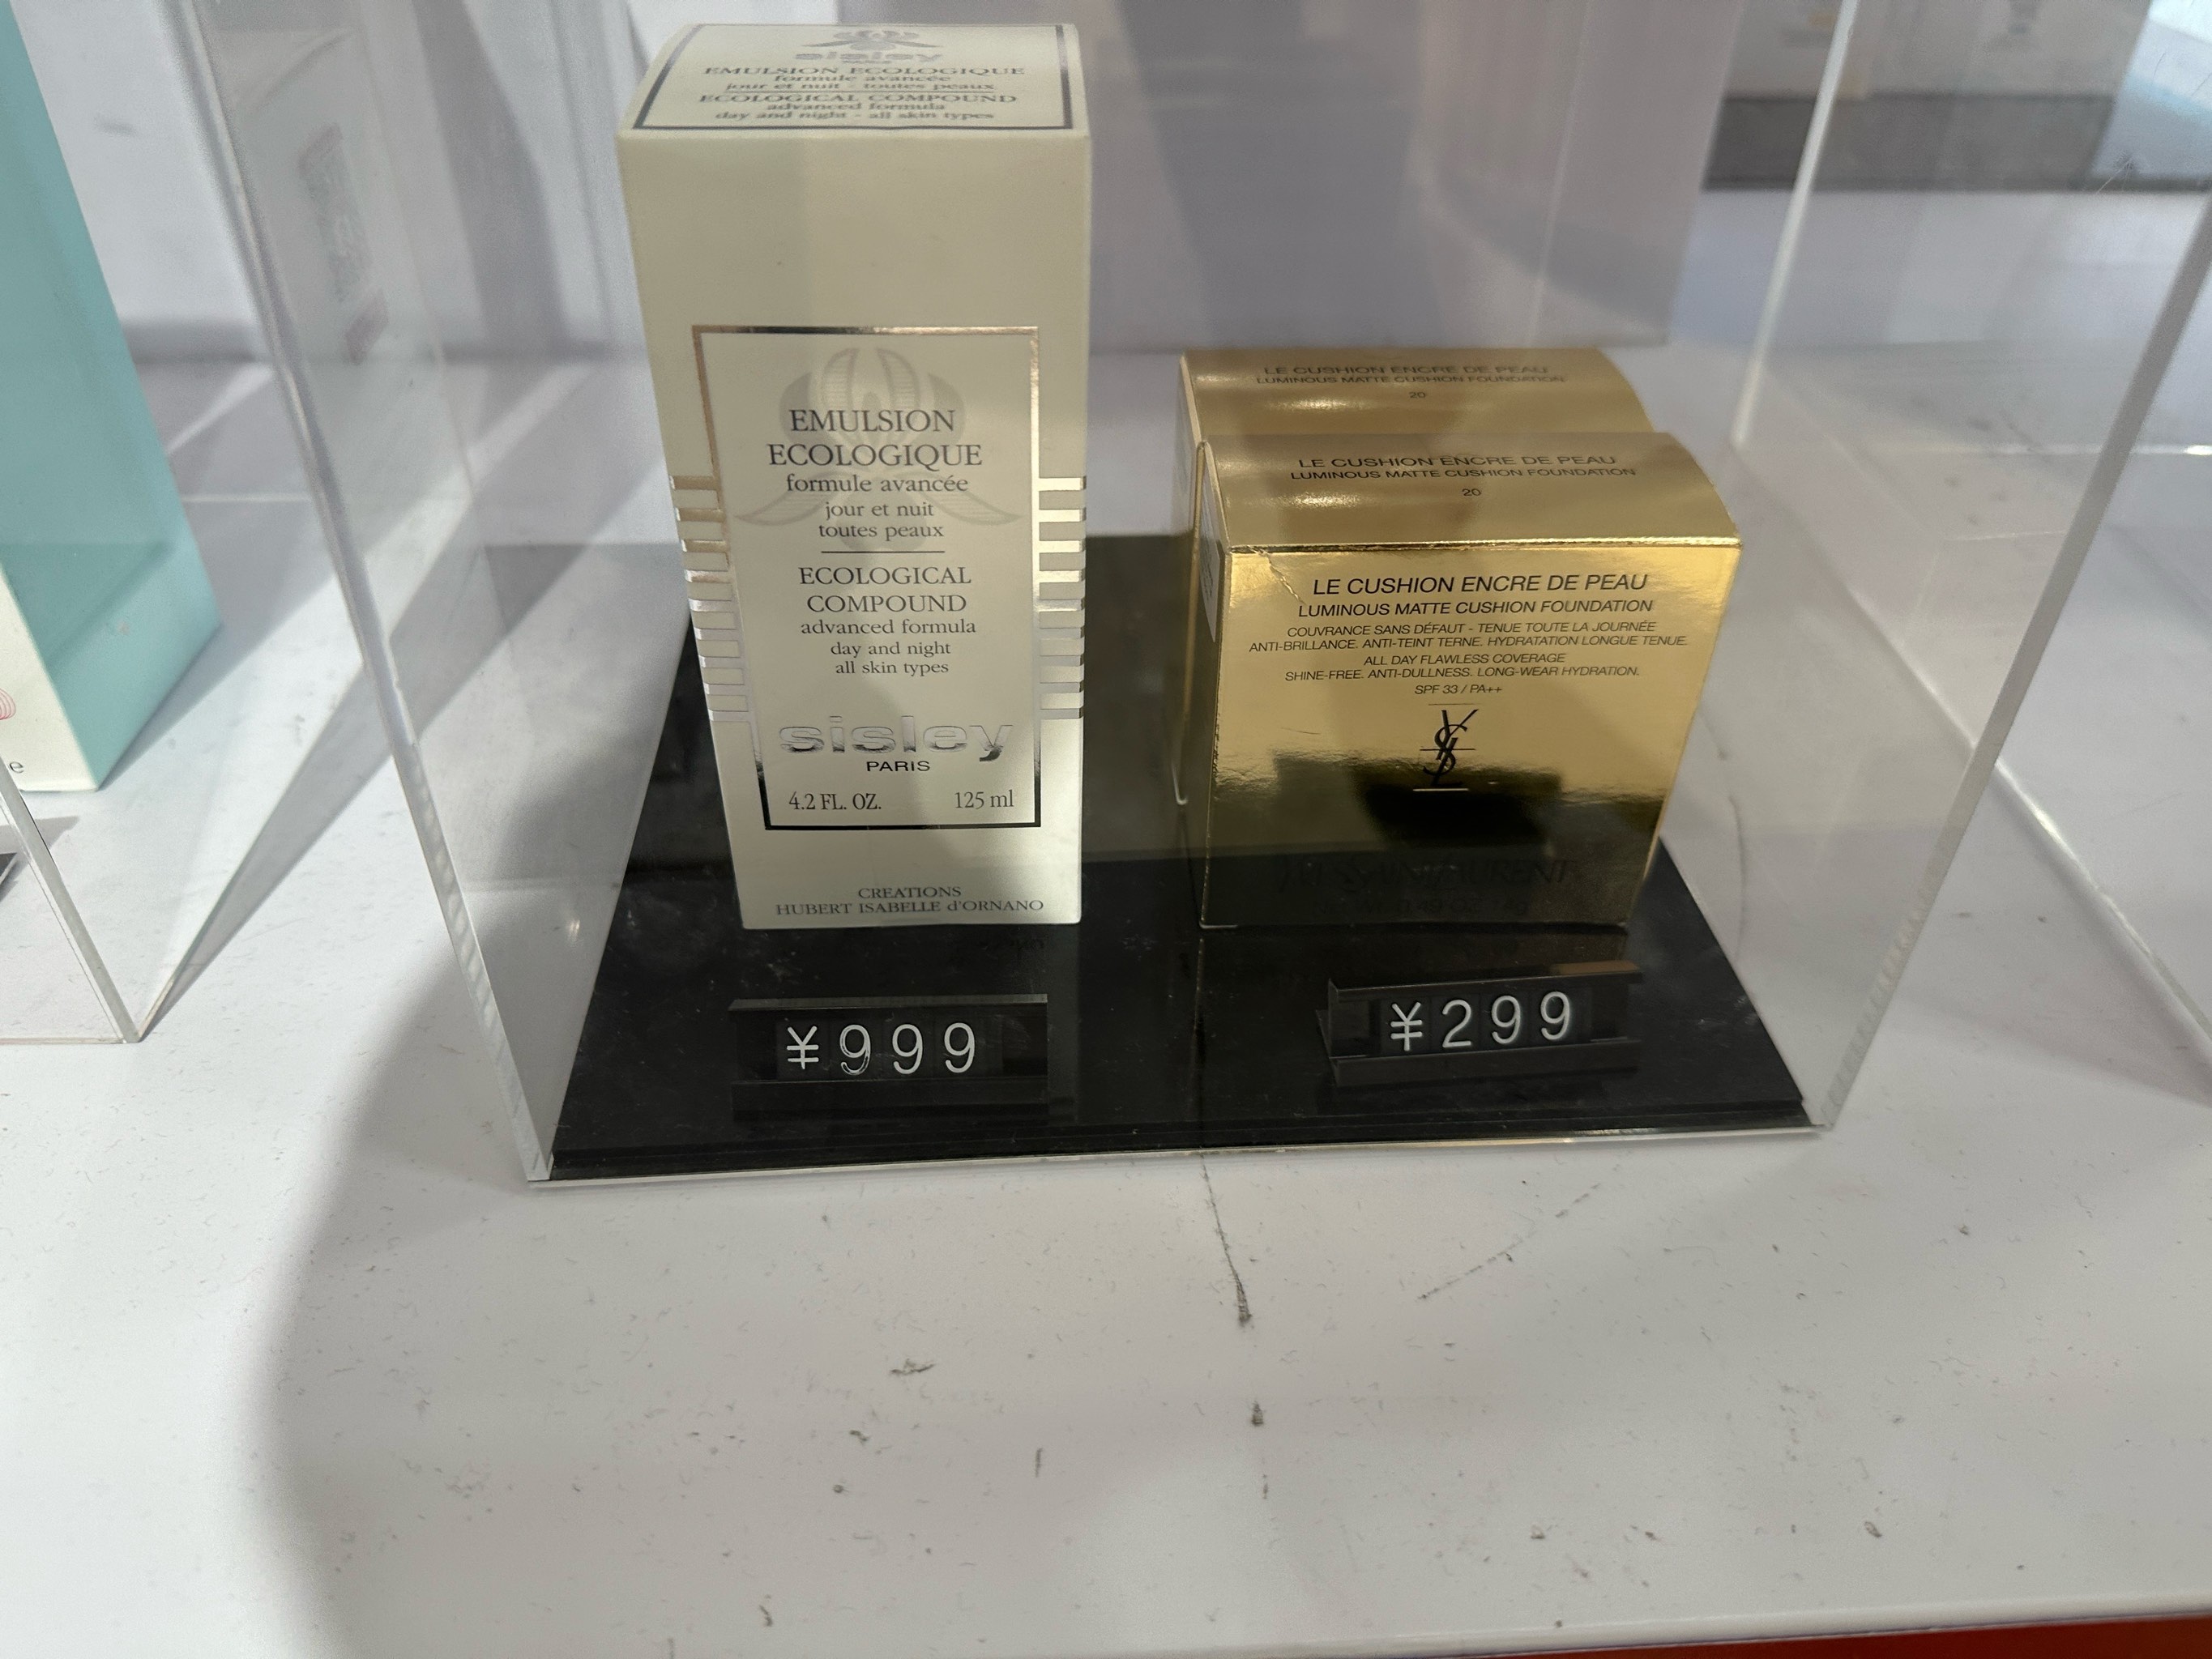 sisley
PARIS
EMULSION ECOLOGIQUE
formule avancée
jour et nuit - toutes peaux
ECOLOGICAL COMPOUND
advanced formula
day and night - all skin types
EMULSION
ECOLOGIQUE
formule avancée
jour et nuit
toutes peaux
ECOLOGICAL
COMPOUND
advanced formula
day and night
all skin types
sisley
PARIS
4.2 FL. OZ. 125 ml
CREATIONS
HUBERT ISABELLE d'ORNANO
¥999
LE CUSHION ENCRE DE PEAU
LUMINOUS MATTE CUSHION FOUNDATION
20
LE CUSHION ENCRE DE PEAU
LUMINOUS MATTE CUSHION FOUNDATION
20
LE CUSHION ENCRE DE PEAU
LUMINOUS MATTE CUSHION FOUNDATION
COUVRANCE SANS DÉFAUT - TENUE TOUTE LA JOURNÉE
ANTI-BRILLANCE. ANTI-TEINT TERNE. HYDRATATION LONGUE TENUE.
ALL DAY FLAWLESS COVERAGE
SHINE-FREE. ANTI-DULLNESS. LONG-WEAR HYDRATION.
SPF 33 / PA++
YSL
YVES SAINT LAURENT
¥299
e